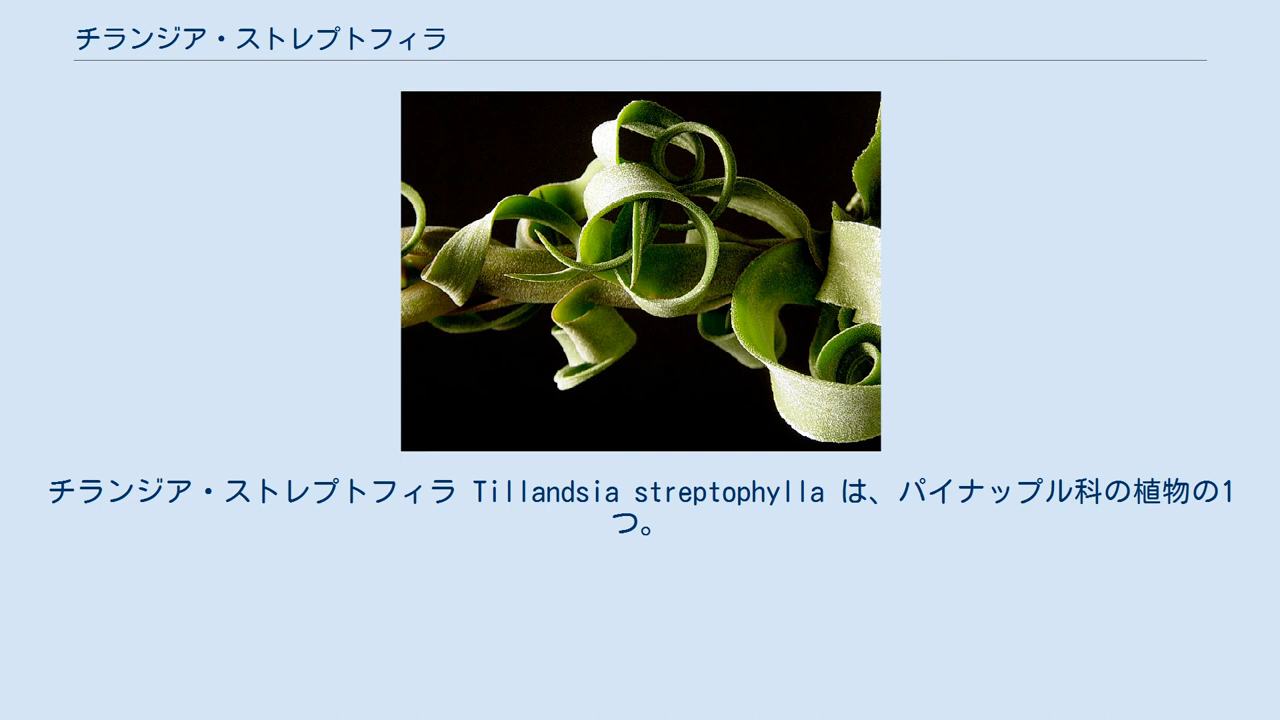 チランジア・ストレプトフィラ
チランジア・ストレプトフィラ Tillandsia streptophylla は、パイナップル科の植物の1
つ。